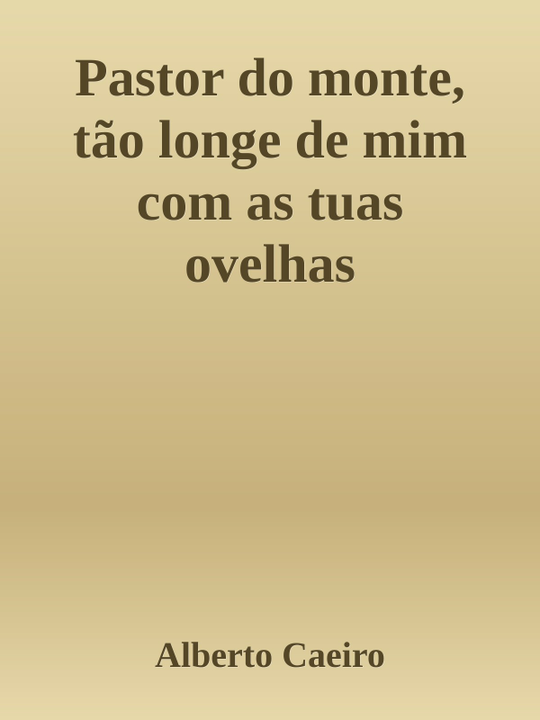 Pastor do monte,
tão longe de mim
com as tuas
ovelhas
Alberto Caeiro